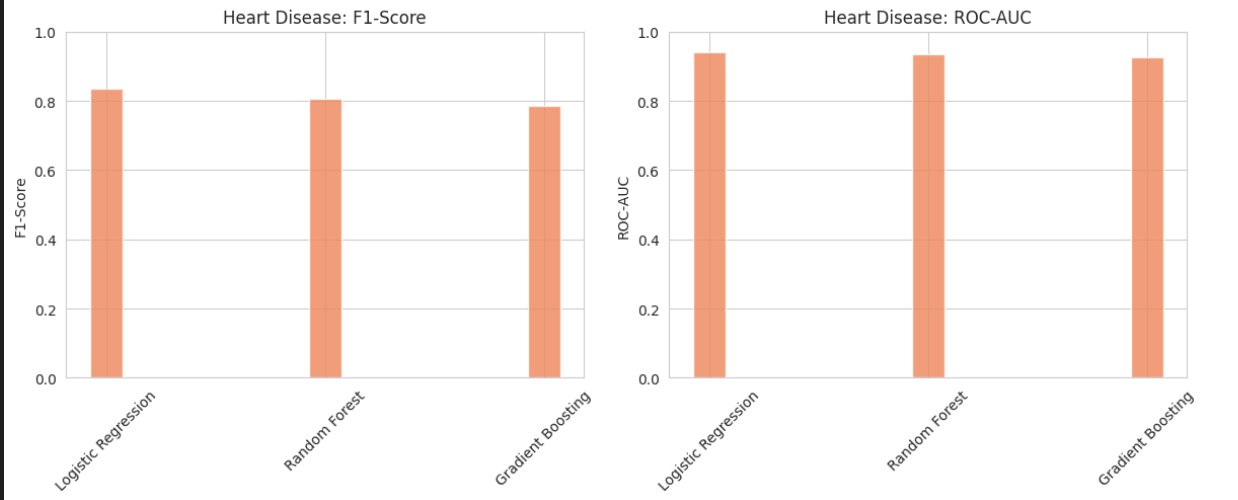 Heart Disease: F1-Score
1.0
0.8
0.6
0.4
0.2
0.0
F1-Score
Logistic Regression
Random Forest
Gradient Boosting
Heart Disease: ROC-AUC
1.0
0.8
0.6
0.4
0.2
0.0
ROC-AUC
Logistic Regression
Random Forest
Gradient Boosting